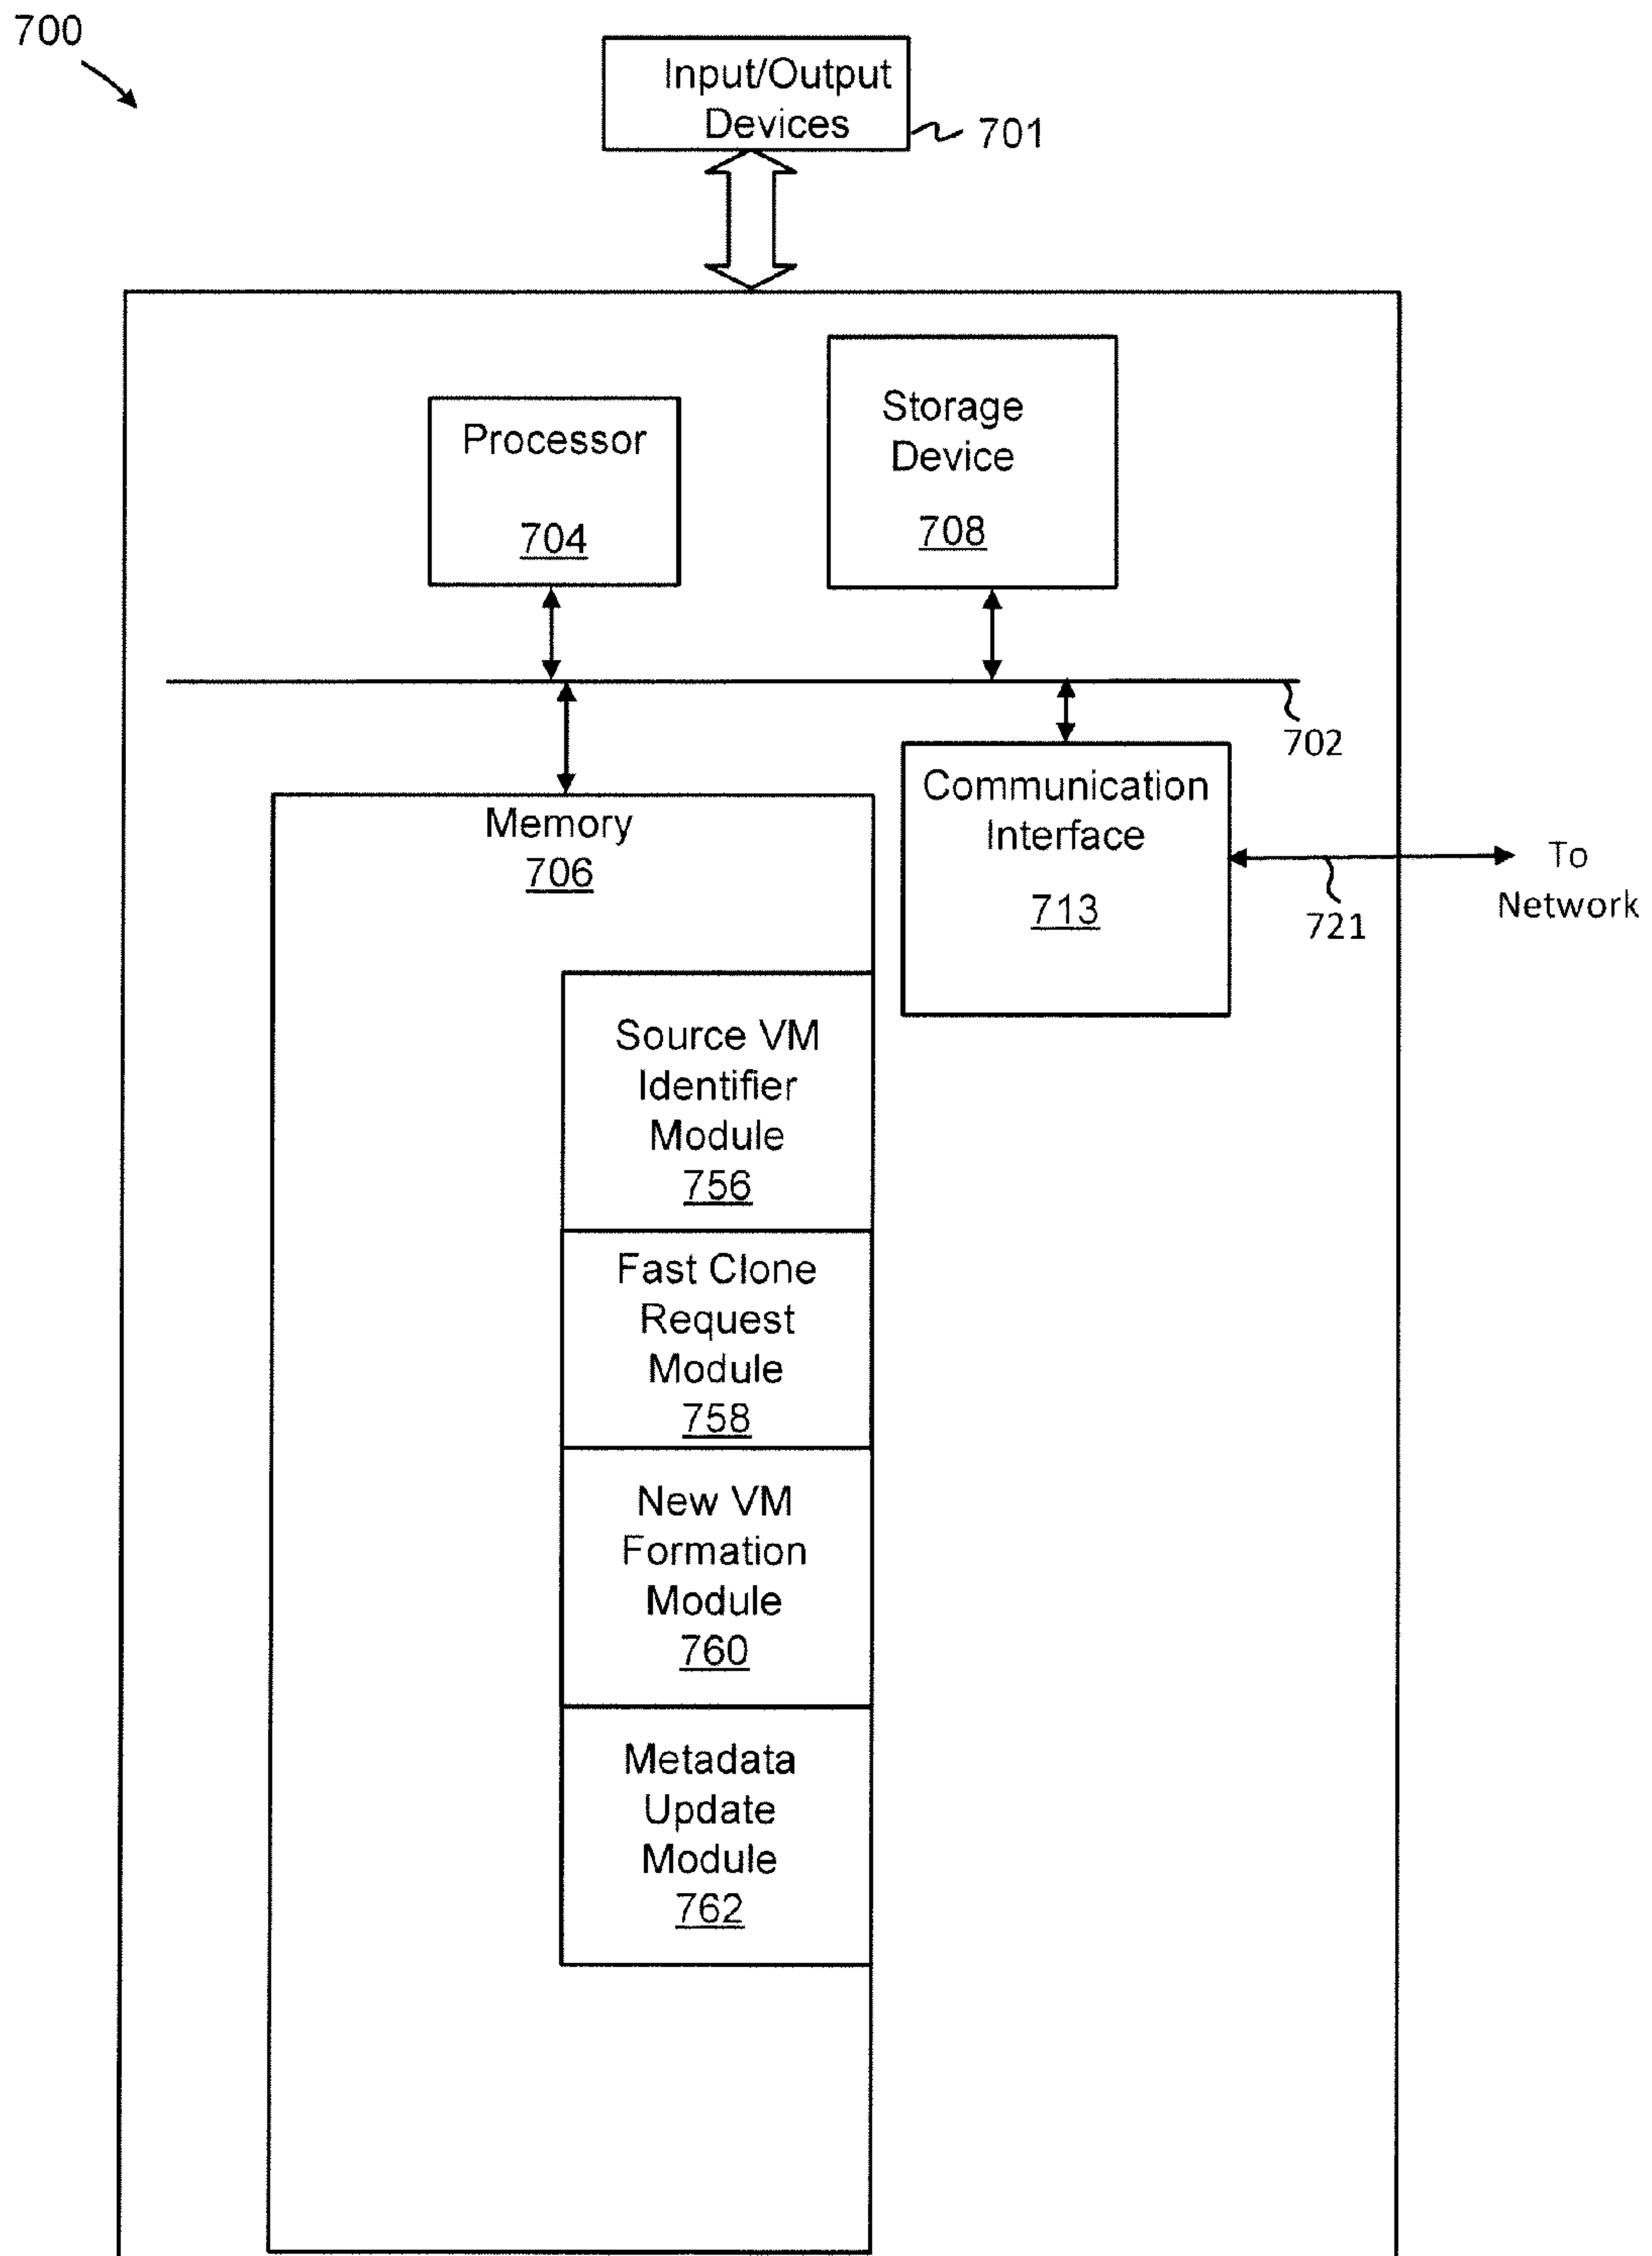 700
Input/Output
Devices
701
Processor
704
Storage
Device
708
702
Memory
706
Communication
Interface
713
721
To
Network
Source VM
Identifier
Module
756
Fast Clone
Request
Module
758
New VM
Formation
Module
760
Metadata
Update
Module
762